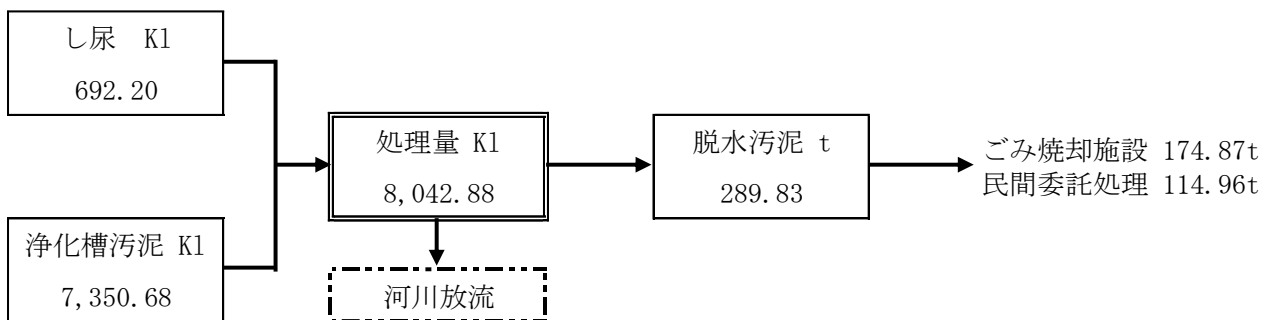 し尿　Kl
692.20
浄化槽汚泥 Kl
7,350.68
処理量 Kl
8,042.88
河川放流
脱水汚泥 t
289.83
ごみ焼却施設 174.87t
民間委託処理 114.96t